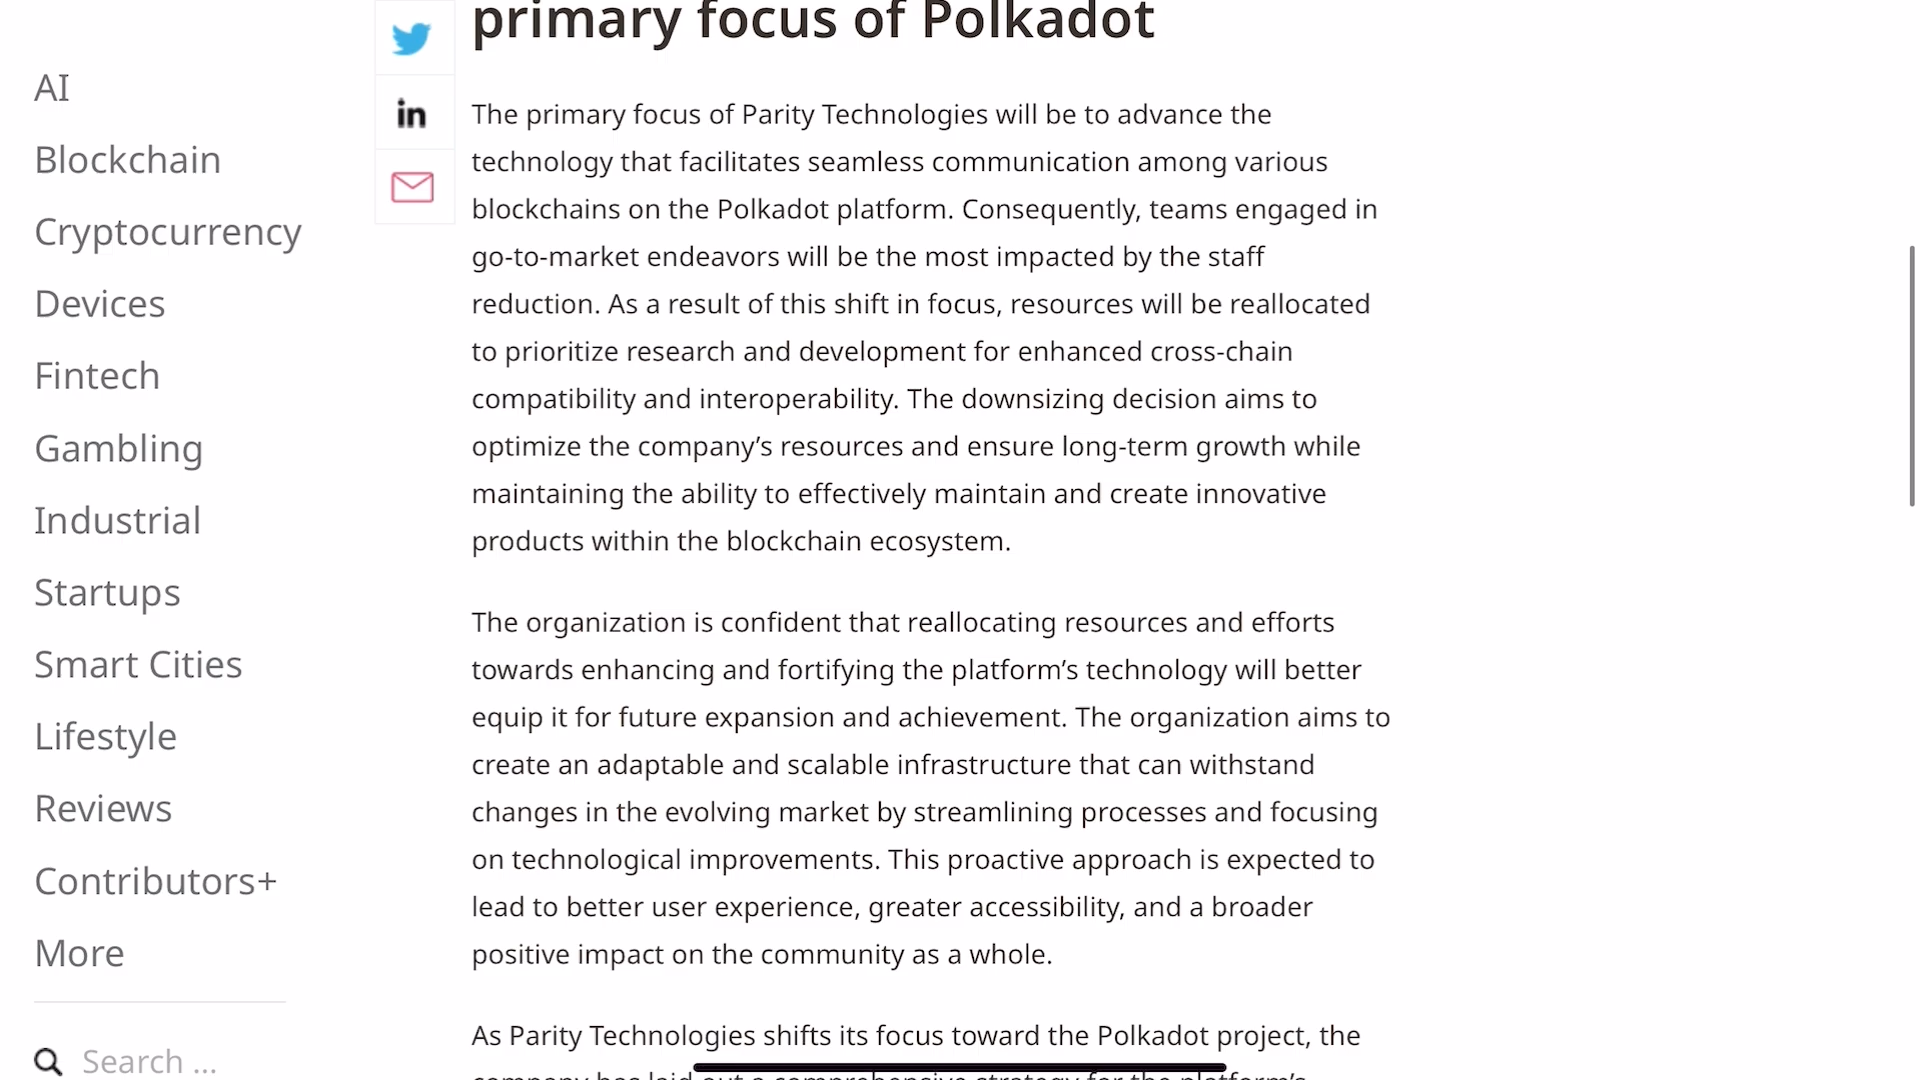 primary focus of Polkadot
AI
Blockchain
Cryptocurrency
Devices
Fintech
Gambling
Industrial
Startups
Smart Cities
Lifestyle
Reviews
Contributors+
More
Search ...
in
The primary focus of Parity Technologies will be to advance the
technology that facilitates seamless communication among various
blockchains on the Polkadot platform. Consequently, teams engaged in
go-to-market endeavors will be the most impacted by the staff
reduction. As a result of this shift in focus, resources will be reallocated
to prioritize research and development for enhanced cross-chain
compatibility and interoperability. The downsizing decision aims to
optimize the company’s resources and ensure long-term growth while
maintaining the ability to effectively maintain and create innovative
products within the blockchain ecosystem.
The organization is confident that reallocating resources and efforts
towards enhancing and fortifying the platform’s technology will better
equip it for future expansion and achievement. The organization aims to
create an adaptable and scalable infrastructure that can withstand
changes in the evolving market by streamlining processes and focusing
on technological improvements. This proactive approach is expected to
lead to better user experience, greater accessibility, and a broader
positive impact on the community as a whole.
As Parity Technologies shifts its focus toward the Polkadot project, the
company has laid out a comprehensive strategy for the platform’s